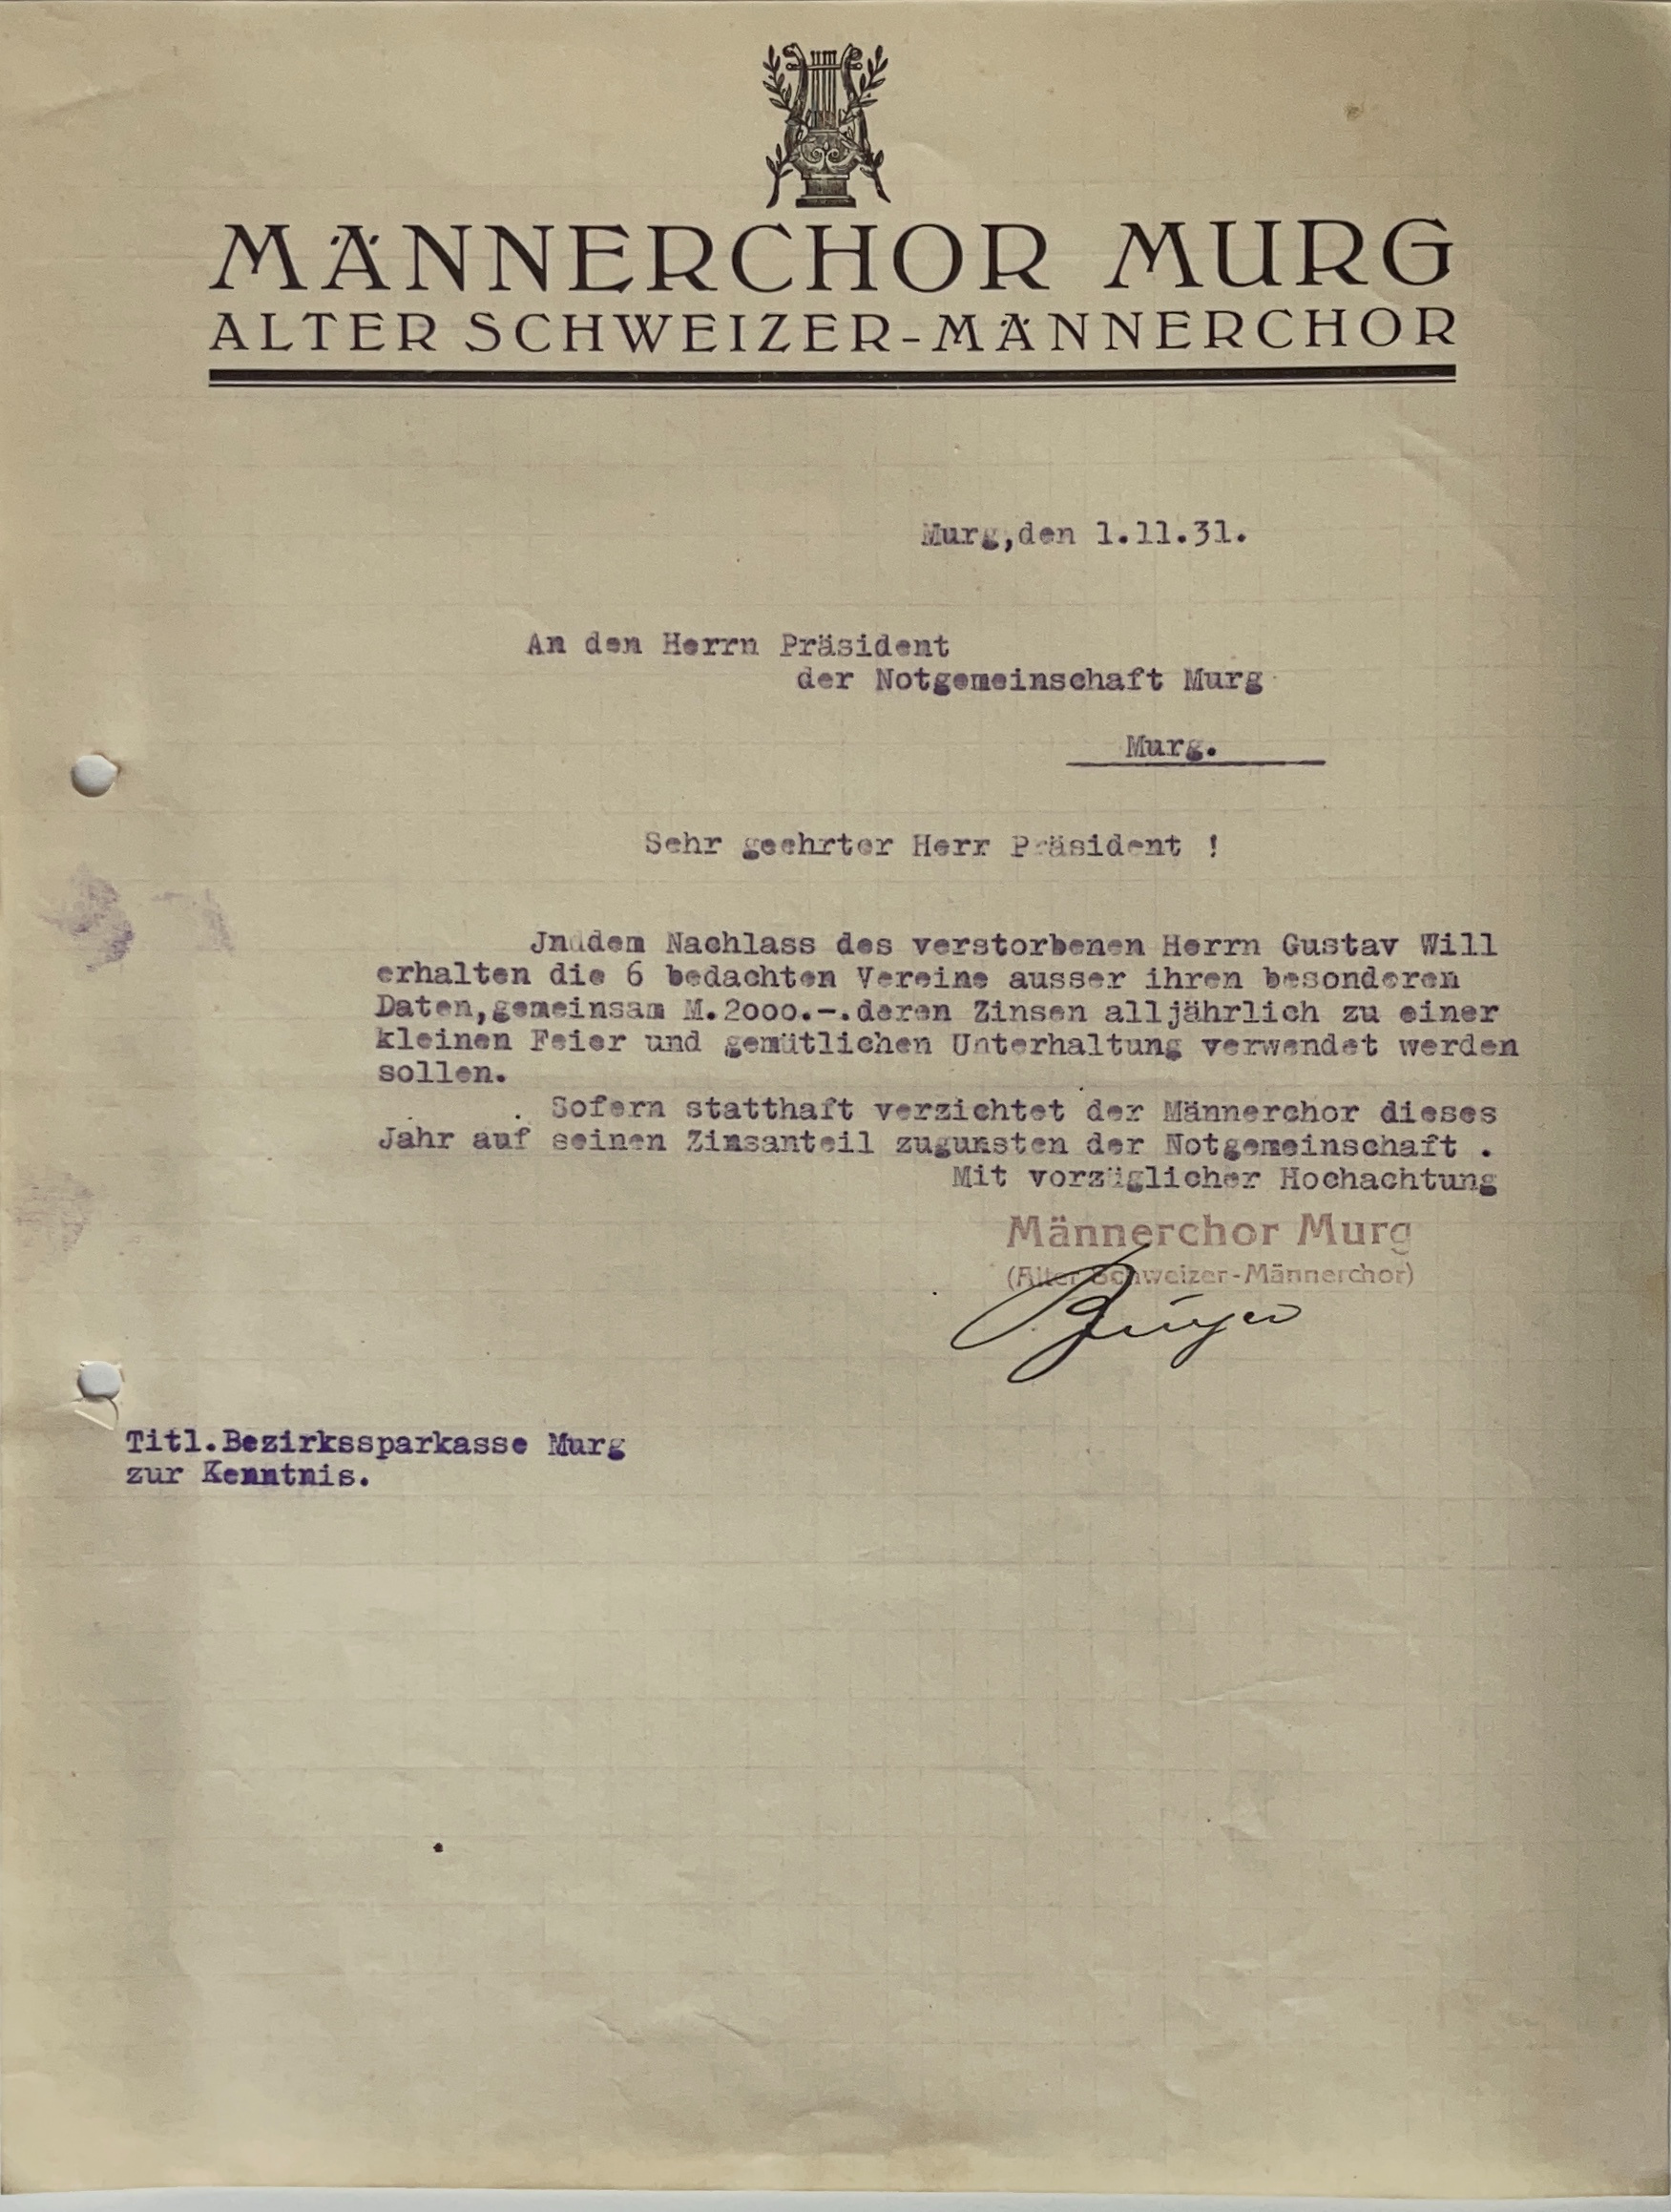 MÄNNERCHOR MURG
ALTER SCHWEIZER-MÄNNERCHOR
Murg,den 1.11.31.
An den Herrn Präsident
der Notgemeinschaft Murg
Murg.
Sehr geehrter Herr Präsident !
Jnddem Nachlass des verstorbenen Herrn Gustav Will
erhalten die 6 bedachten Vereine ausser ihren besonderen
Daten,gemeinsam M.2000.-.deren Zinsen alljährlich zu einer
kleinen Feier und gemütlichen Unterhaltung verwendet werden
sollen.
Sofern statthaft verzichtet der Männerchor dieses
Jahr auf seinen Zinsanteil zugunsten der Notgemeinschaft .
Mit vorzüglicher Hochachtung
Männerchor Murg
(Alter Schweizer-Männerchor)
Titl.Bezirkssparkasse Murg
zur Kenntnis.